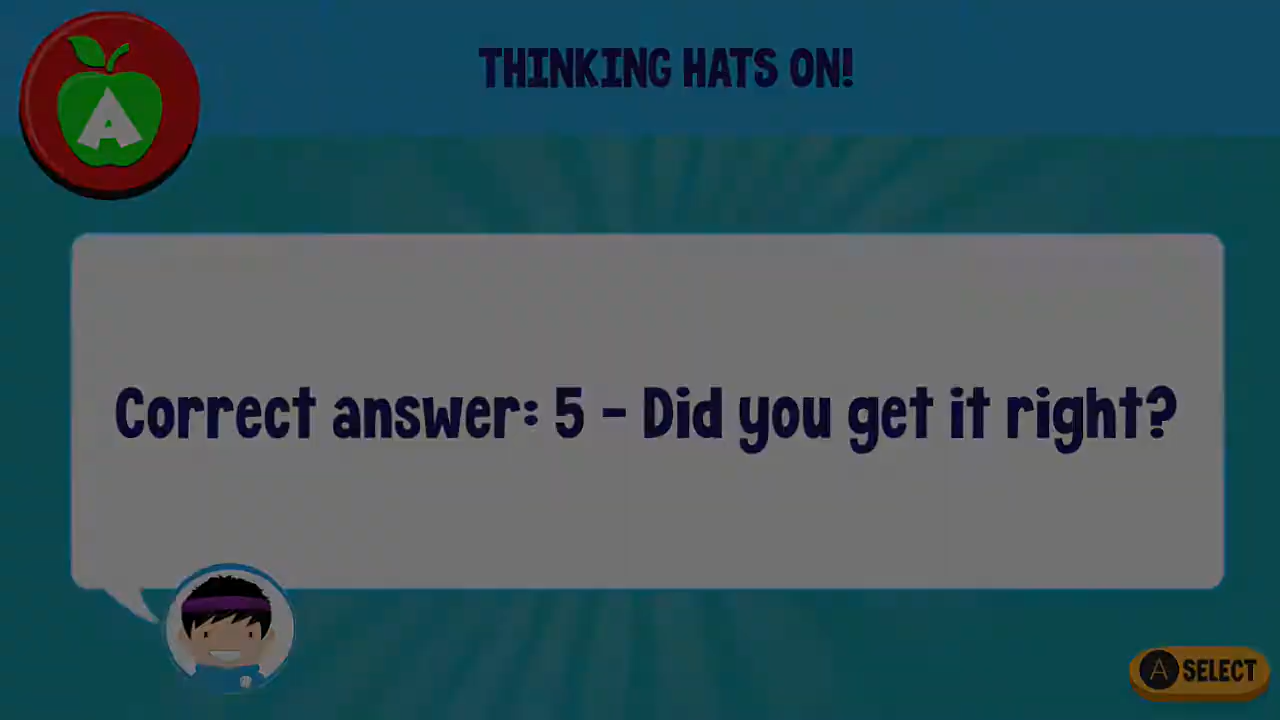 A
THINKING HATS ON!
Correct answer: 5 - Did you get it right?
A SELECT